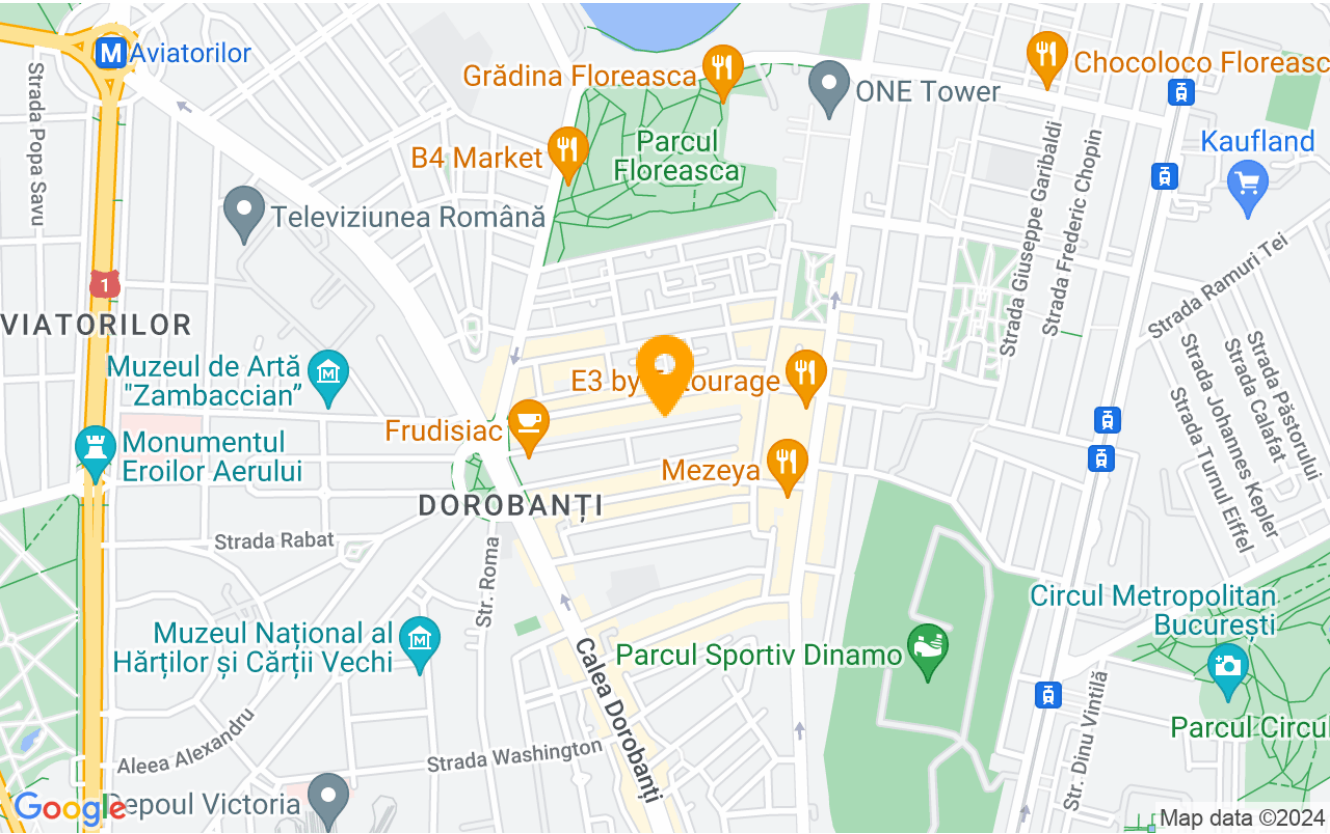 Aviatorilor
Strada Popa Savu
Grădina Floreasca
ONE Tower
Chocoloco Floreasc
B4 Market
Parcul
Floreasca
Kaufland
Strada Giuseppe Garibaldi
Strada Frederic Chopin
Televiziunea Română
1
VIATORILOR
Strada Ramuri Tei
Strada Păstorului
Strada Calafat
Strada Johannes Kepler
Strada Turnul Eiffel
Muzeul de Artă
"Zambaccian”
E3 by tourage
Frudisiac
Monumentul
Eroilor Aerului
Mezeya
DOROBANȚI
Strada Rabat
Str. Roma
Circul Metropolitan
București
Muzeul Național al
Hărților și Cărții Vechi
Parcul Sportiv Dinamo
Calea Dorobanți
Str. Dinu Vintilă
Parcul Circul
Aleea Alexandru
Strada Washington
Google
Depoul Victoria
Map data ©2024